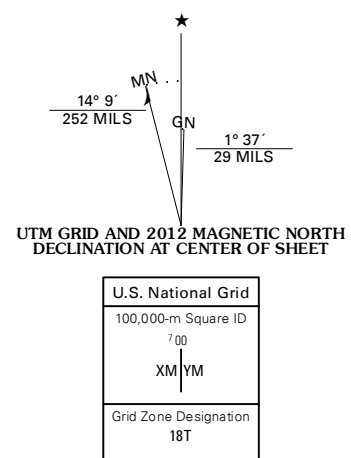 ★
MN
14° 9´
252 MILS
GN
1° 37´
29 MILS
UTM GRID AND 2012 MAGNETIC NORTH
DECLINATION AT CENTER OF SHEET
U.S. National Grid
100,000-m Square ID
⁷00
XM YM
Grid Zone Designation
18T